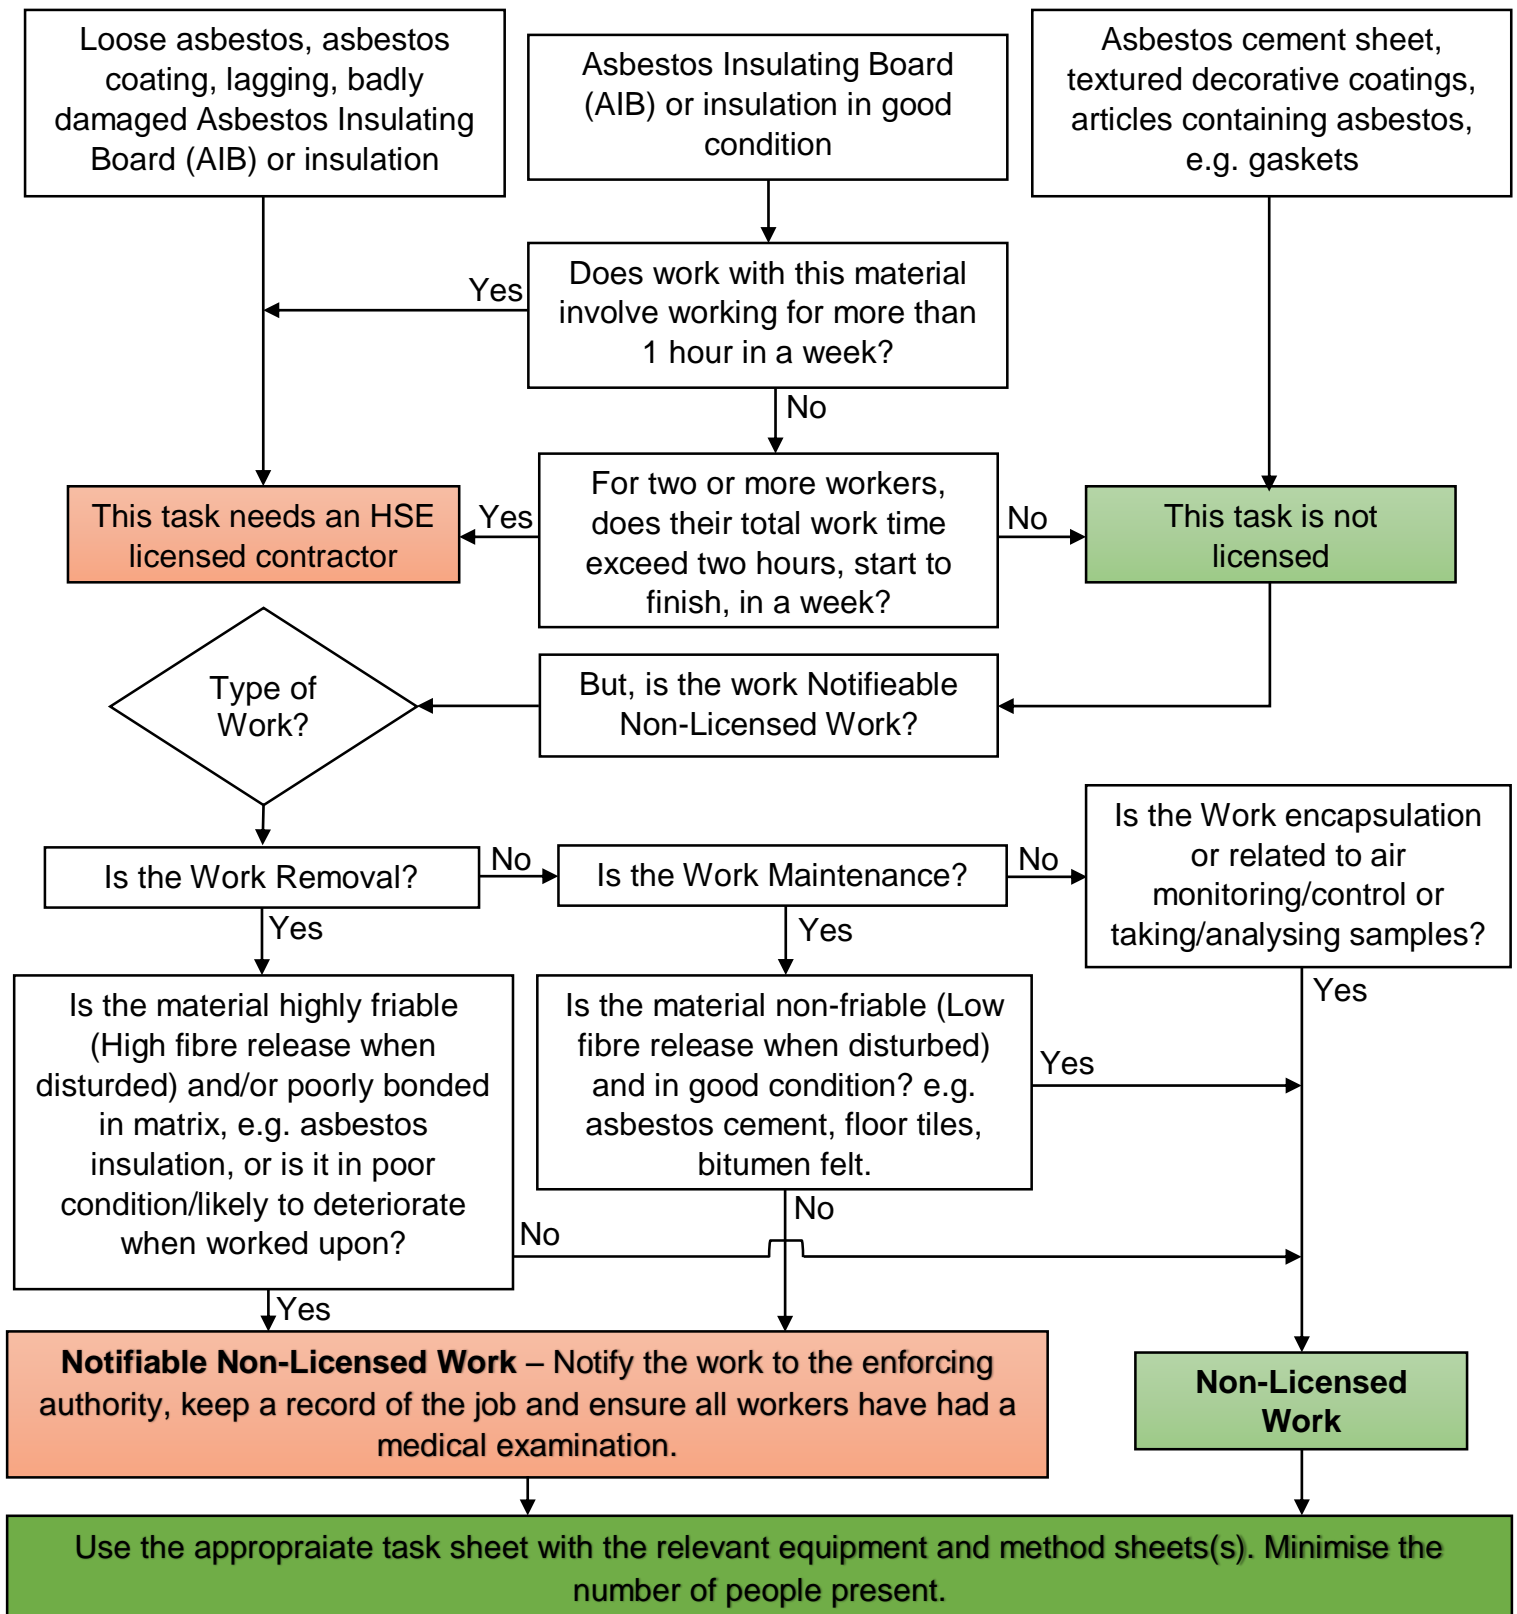 Loose asbestos, asbestos
coating, lagging, badly
damaged Asbestos Insulating
Board (AIB) or insulation
Asbestos Insulating Board
(AIB) or insulation in good
condition
Asbestos cement sheet,
textured decorative coatings,
articles containing asbestos,
e.g. gaskets
Does work with this material
involve working for more than
1 hour in a week?
Yes
No
For two or more workers,
does their total work time
exceed two hours, start to
finish, in a week?
Yes
No
This task needs an HSE
licensed contractor
This task is not
licensed
But, is the work Notifieable
Non-Licensed Work?
Type of
Work?
Is the Work Removal?
No
Is the Work Maintenance?
No
Is the Work encapsulation
or related to air
monitoring/control or
taking/analysing samples?
Yes
Yes
Yes
Is the material highly friable
(High fibre release when
disturded) and/or poorly bonded
in matrix, e.g. asbestos
insulation, or is it in poor
condition/likely to deteriorate
when worked upon?
Is the material non-friable (Low
fibre release when disturbed)
and in good condition? e.g.
asbestos cement, floor tiles,
bitumen felt.
Yes
No
No
Yes
Notifiable Non-Licensed Work – Notify the work to the enforcing
authority, keep a record of the job and ensure all workers have had a
medical examination.
Non-Licensed
Work
Use the appropraiate task sheet with the relevant equipment and method sheets(s). Minimise the
number of people present.